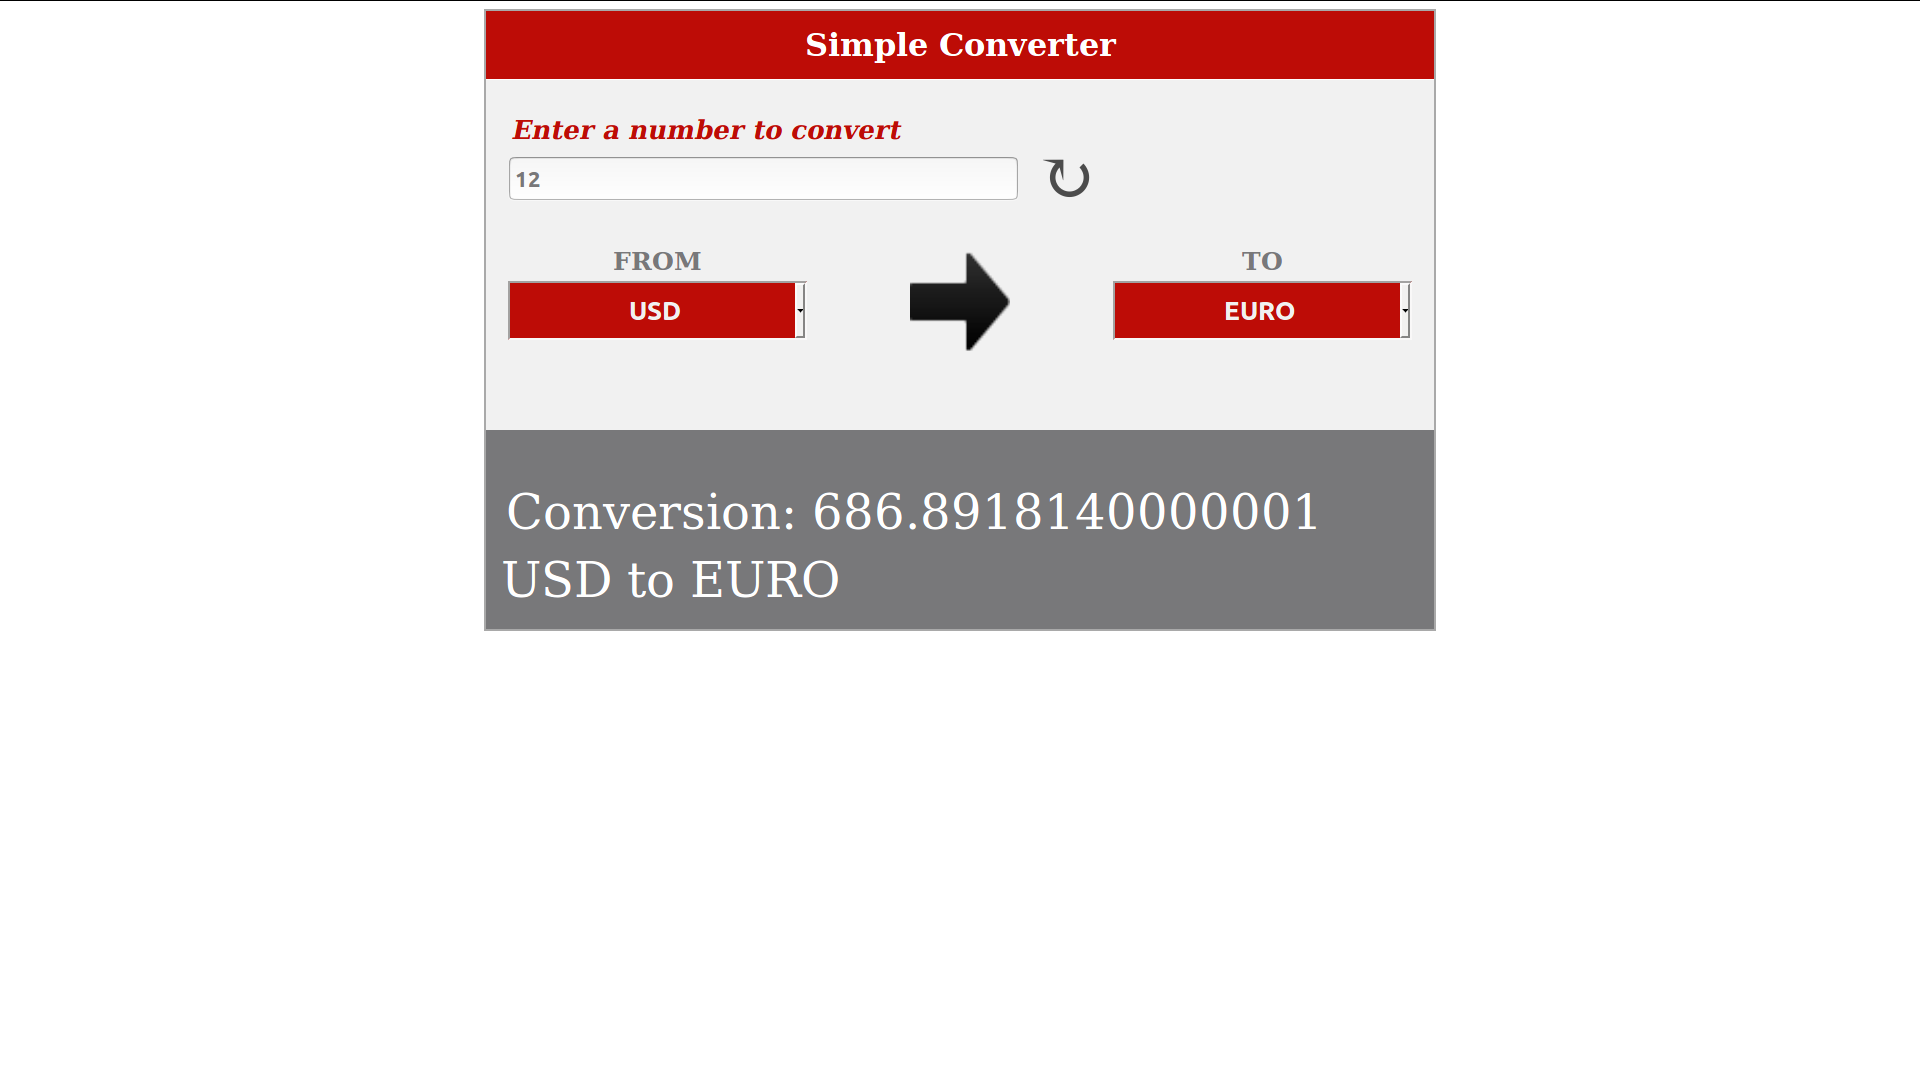 Simple Converter
Enter a number to convert
12
FROM
TO
USD
EURO
Conversion: 686.8918140000001
USD to EURO